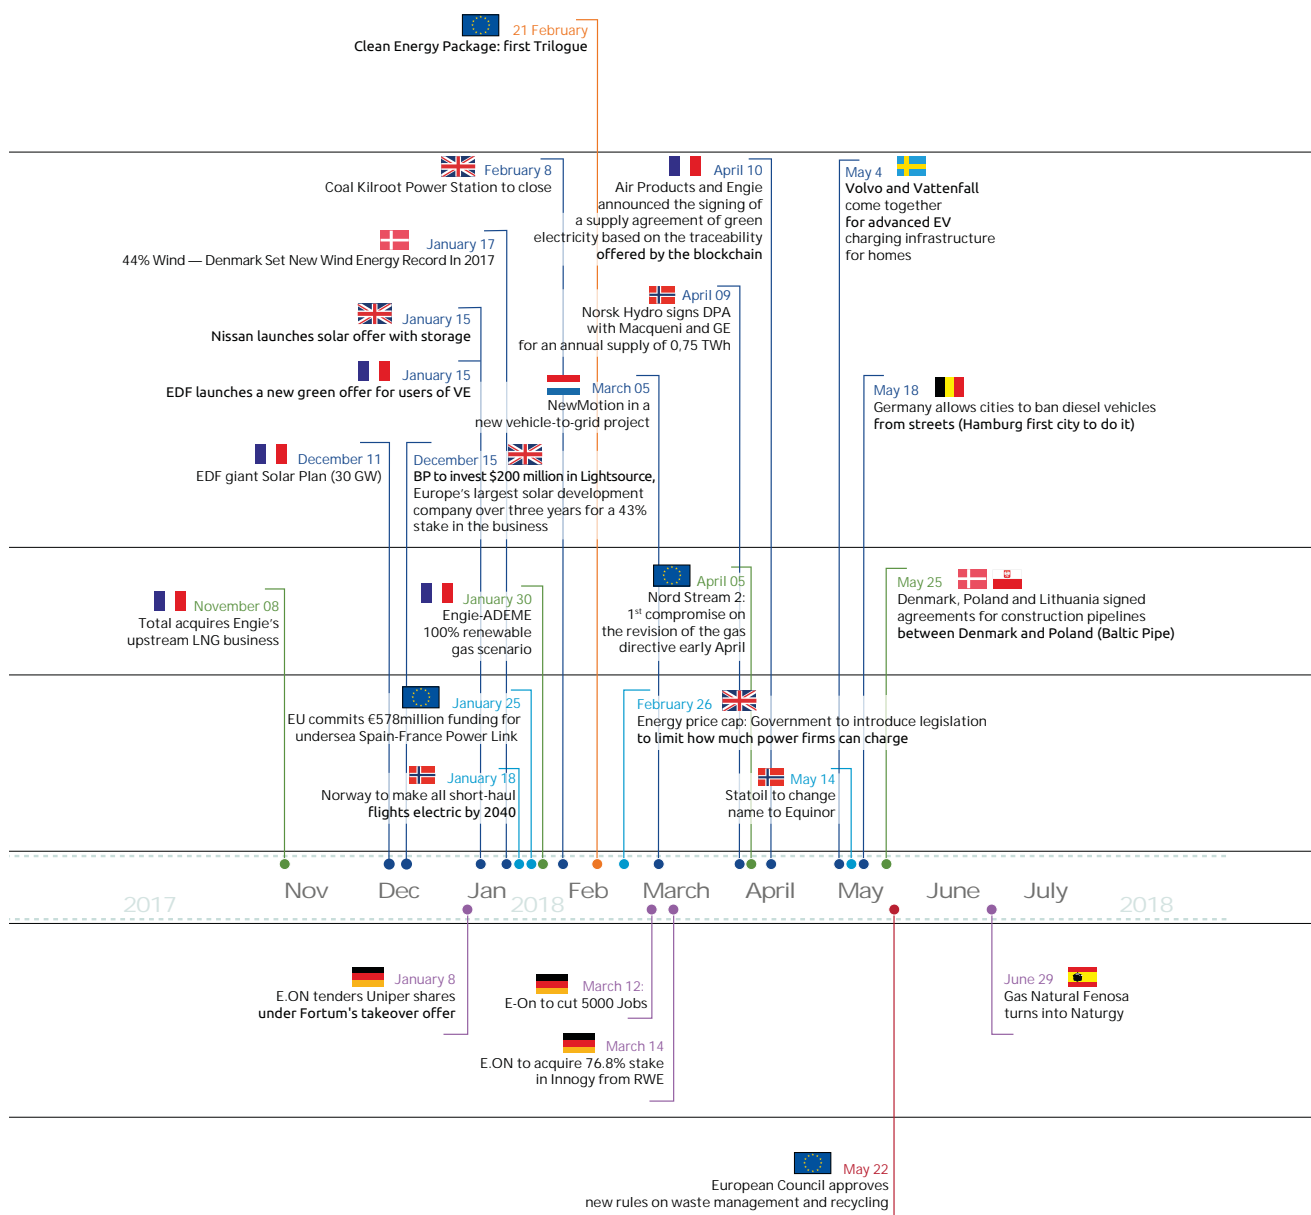 21 February
Clean Energy Package: first Trilogue
February 8
Coal Kilroot Power Station to close
April 10
Air Products and Engie
announced the signing of
a supply agreement of green
electricity based on the traceability
offered by the blockchain
May 4
Volvo and Vattenfall
come together
for advanced EV
charging infrastructure
for homes
January 17
44% Wind — Denmark Set New Wind Energy Record In 2017
April 09
Norsk Hydro signs DPA
with Macqueni and GE
for an annual supply of 0,75 TWh
January 15
Nissan launches solar offer with storage
January 15
EDF launches a new green offer for users of VE
March 05
NewMotion in a
new vehicle-to-grid project
May 18
Germany allows cities to ban diesel vehicles
from streets (Hamburg first city to do it)
December 11
EDF giant Solar Plan (30 GW)
December 15
BP to invest $200 million in Lightsource,
Europe's largest solar development
company over three years for a 43%
stake in the business
November 08
Total acquires Engie's
upstream LNG business
January 30
Engie-ADEME
100% renewable
gas scenario
April 05
Nord Stream 2:
1st compromise on
the revision of the gas
directive early April
May 25
Denmark, Poland and Lithuania signed
agreements for construction pipelines
between Denmark and Poland (Baltic Pipe)
January 25
EU commits €578million funding for
undersea Spain-France Power Link
February 26
Energy price cap: Government to introduce legislation
to limit how much power firms can charge
January 18
Norway to make all short-haul
flights electric by 2040
May 14
Statoil to change
name to Equinor
Nov Dec Jan Feb March April May June July
2017 2018 2018
January 8
E.ON tenders Uniper shares
under Fortum's takeover offer
March 12:
E-On to cut 5000 Jobs
March 14
E.ON to acquire 76.8% stake
in Innogy from RWE
June 29
Gas Natural Fenosa
turns into Naturgy
May 22
European Council approves
new rules on waste management and recycling